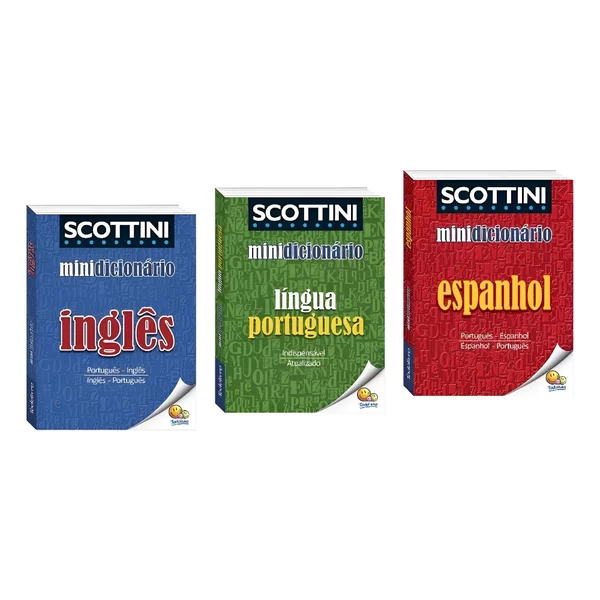 SCOTTINI
minidicionário
inglês
Português - Inglês
Inglês - Português
SCOTTINI
minidicionário
língua
portuguesa
Indispensável
Atualizado
SCOTTINI
minidicionário
espanhol
Português - Espanhol
Espanhol - Português